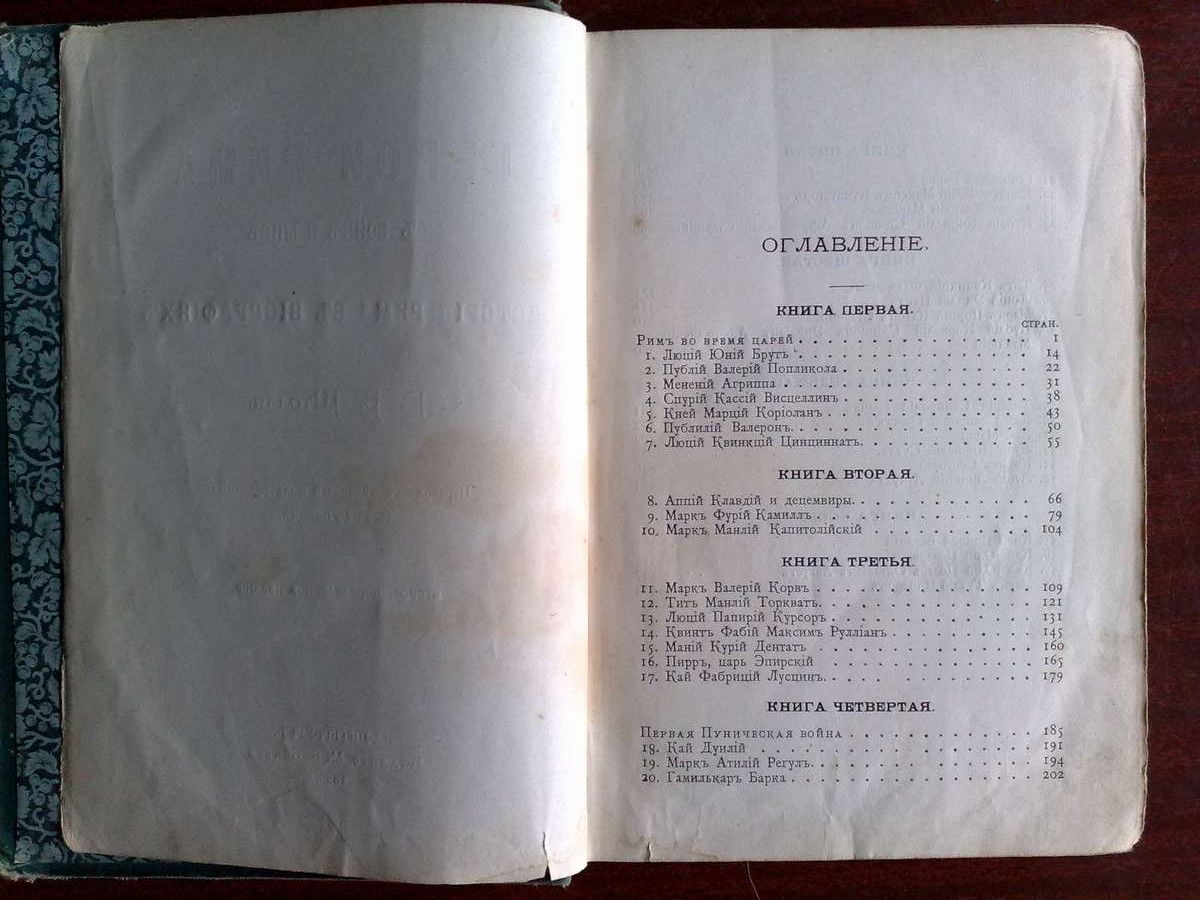 ОГЛАВЛЕНІЕ.
КНИГА ПЕРВАЯ.
СТРАН.
Римъ во время царей . . . . . . . . . . . . . . . . 1
1. Люцій Юній Брутъ . . . . . . . . . . . . . . . . 14
2. Публій Валерій Попликола . . . . . . . . . . . . . 22
3. Мененій Агриппа . . . . . . . . . . . . . . . . 31
4. Спурій Кассій Висцеллинъ . . . . . . . . . . . . . 38
5. Кней Марцій Коріоланъ . . . . . . . . . . . . . . 43
6. Публилій Валеронъ. . . . . . . . . . . . . . . . 50
7. Люцій Квинкцій Цинциннатъ. . . . . . . . . . . . . 55
КНИГА ВТОРАЯ.
8. Аппій Клавдій и децемвиры. . . . . . . . . . . . . 66
9. Маркъ Фурій Камиллъ . . . . . . . . . . . . . . . 79
10. Маркъ Манлій Капитолійскій . . . . . . . . . . . 104
КНИГА ТРЕТЬЯ.
11. Маркъ Валерій Корвъ . . . . . . . . . . . . . . . 109
12. Титъ Манлій Торкватъ. . . . . . . . . . . . . . . 121
13. Люцій Папирій Курсоръ . . . . . . . . . . . . . . 131
14. Квинтъ Фабій Максимъ Рулліанъ . . . . . . . . . . 145
15. Маній Курій Дентатъ . . . . . . . . . . . . . . . 160
16. Пирръ, царь Эпирскій . . . . . . . . . . . . . . 165
17. Кай Фабрицій Лусцинъ. . . . . . . . . . . . . . . 179
КНИГА ЧЕТВЕРТАЯ.
Первая Пуническая война . . . . . . . . . . . . . . 185
18. Кай Дуилій . . . . . . . . . . . . . . . . . . 191
19. Маркъ Атилій Регулъ. . . . . . . . . . . . . . . 194
20. Гамилькаръ Барка . . . . . . . . . . . . . . . . 202